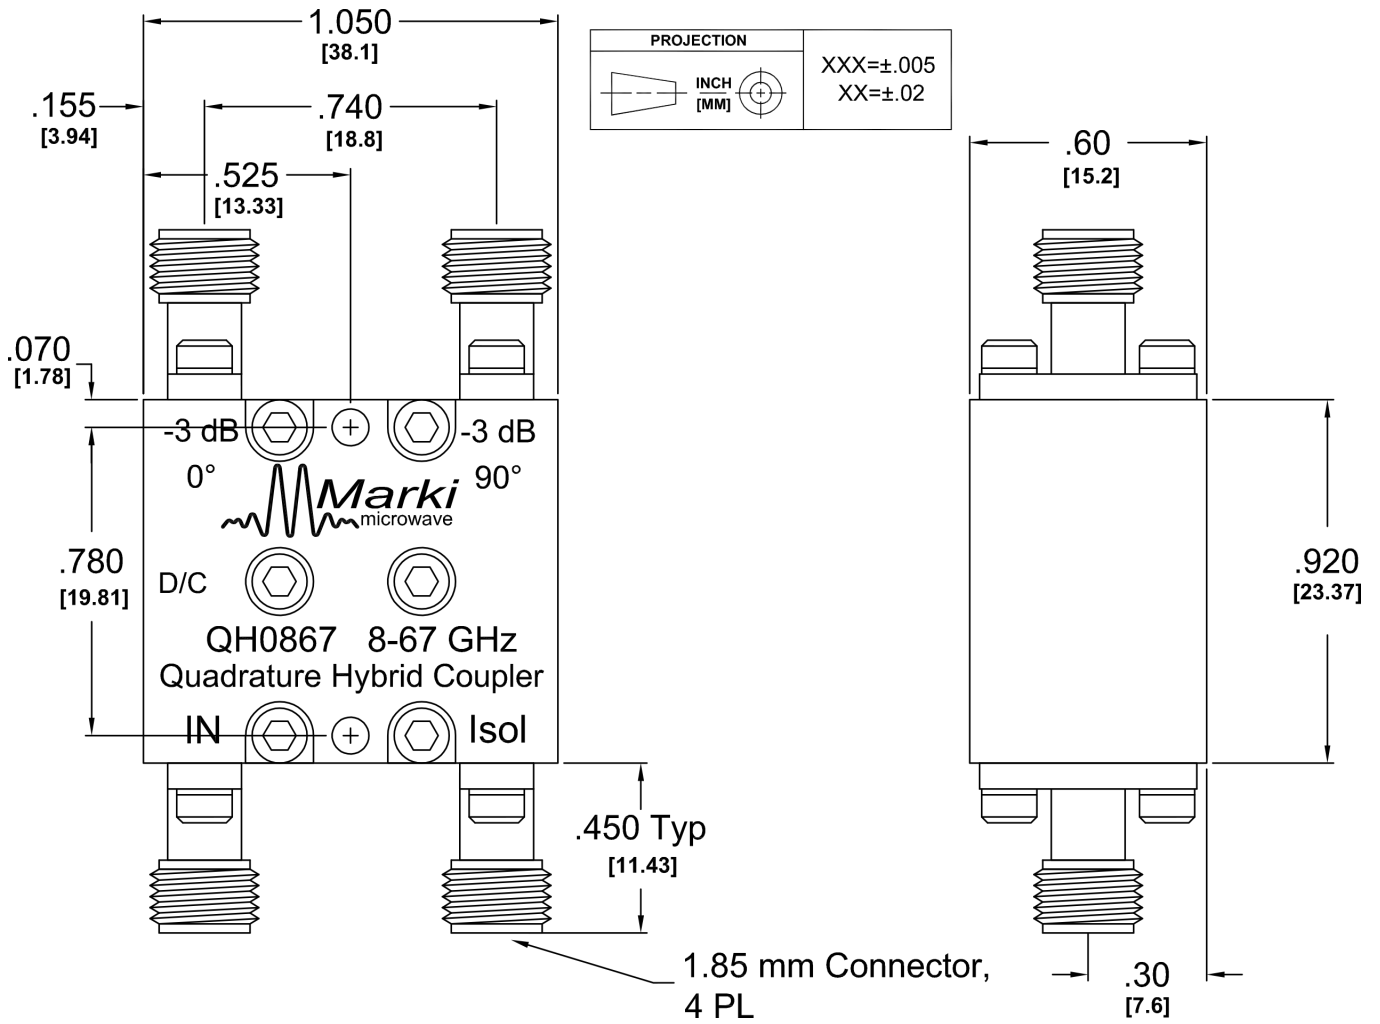 1.050
[38.1]
PROJECTION
INCH
[MM]
XXX=±.005
XX=±.02
.155
[3.94]
.740
[18.8]
.525
[13.33]
.60
[15.2]
.070
[1.78]
-3 dB
0°
-3 dB
90°
Marki
microwave
.780
[19.81]
D/C
QH0867 8-67 GHz
Quadrature Hybrid Coupler
IN
Isol
.920
[23.37]
.450 Typ
[11.43]
1.85 mm Connector,
4 PL
.30
[7.6]